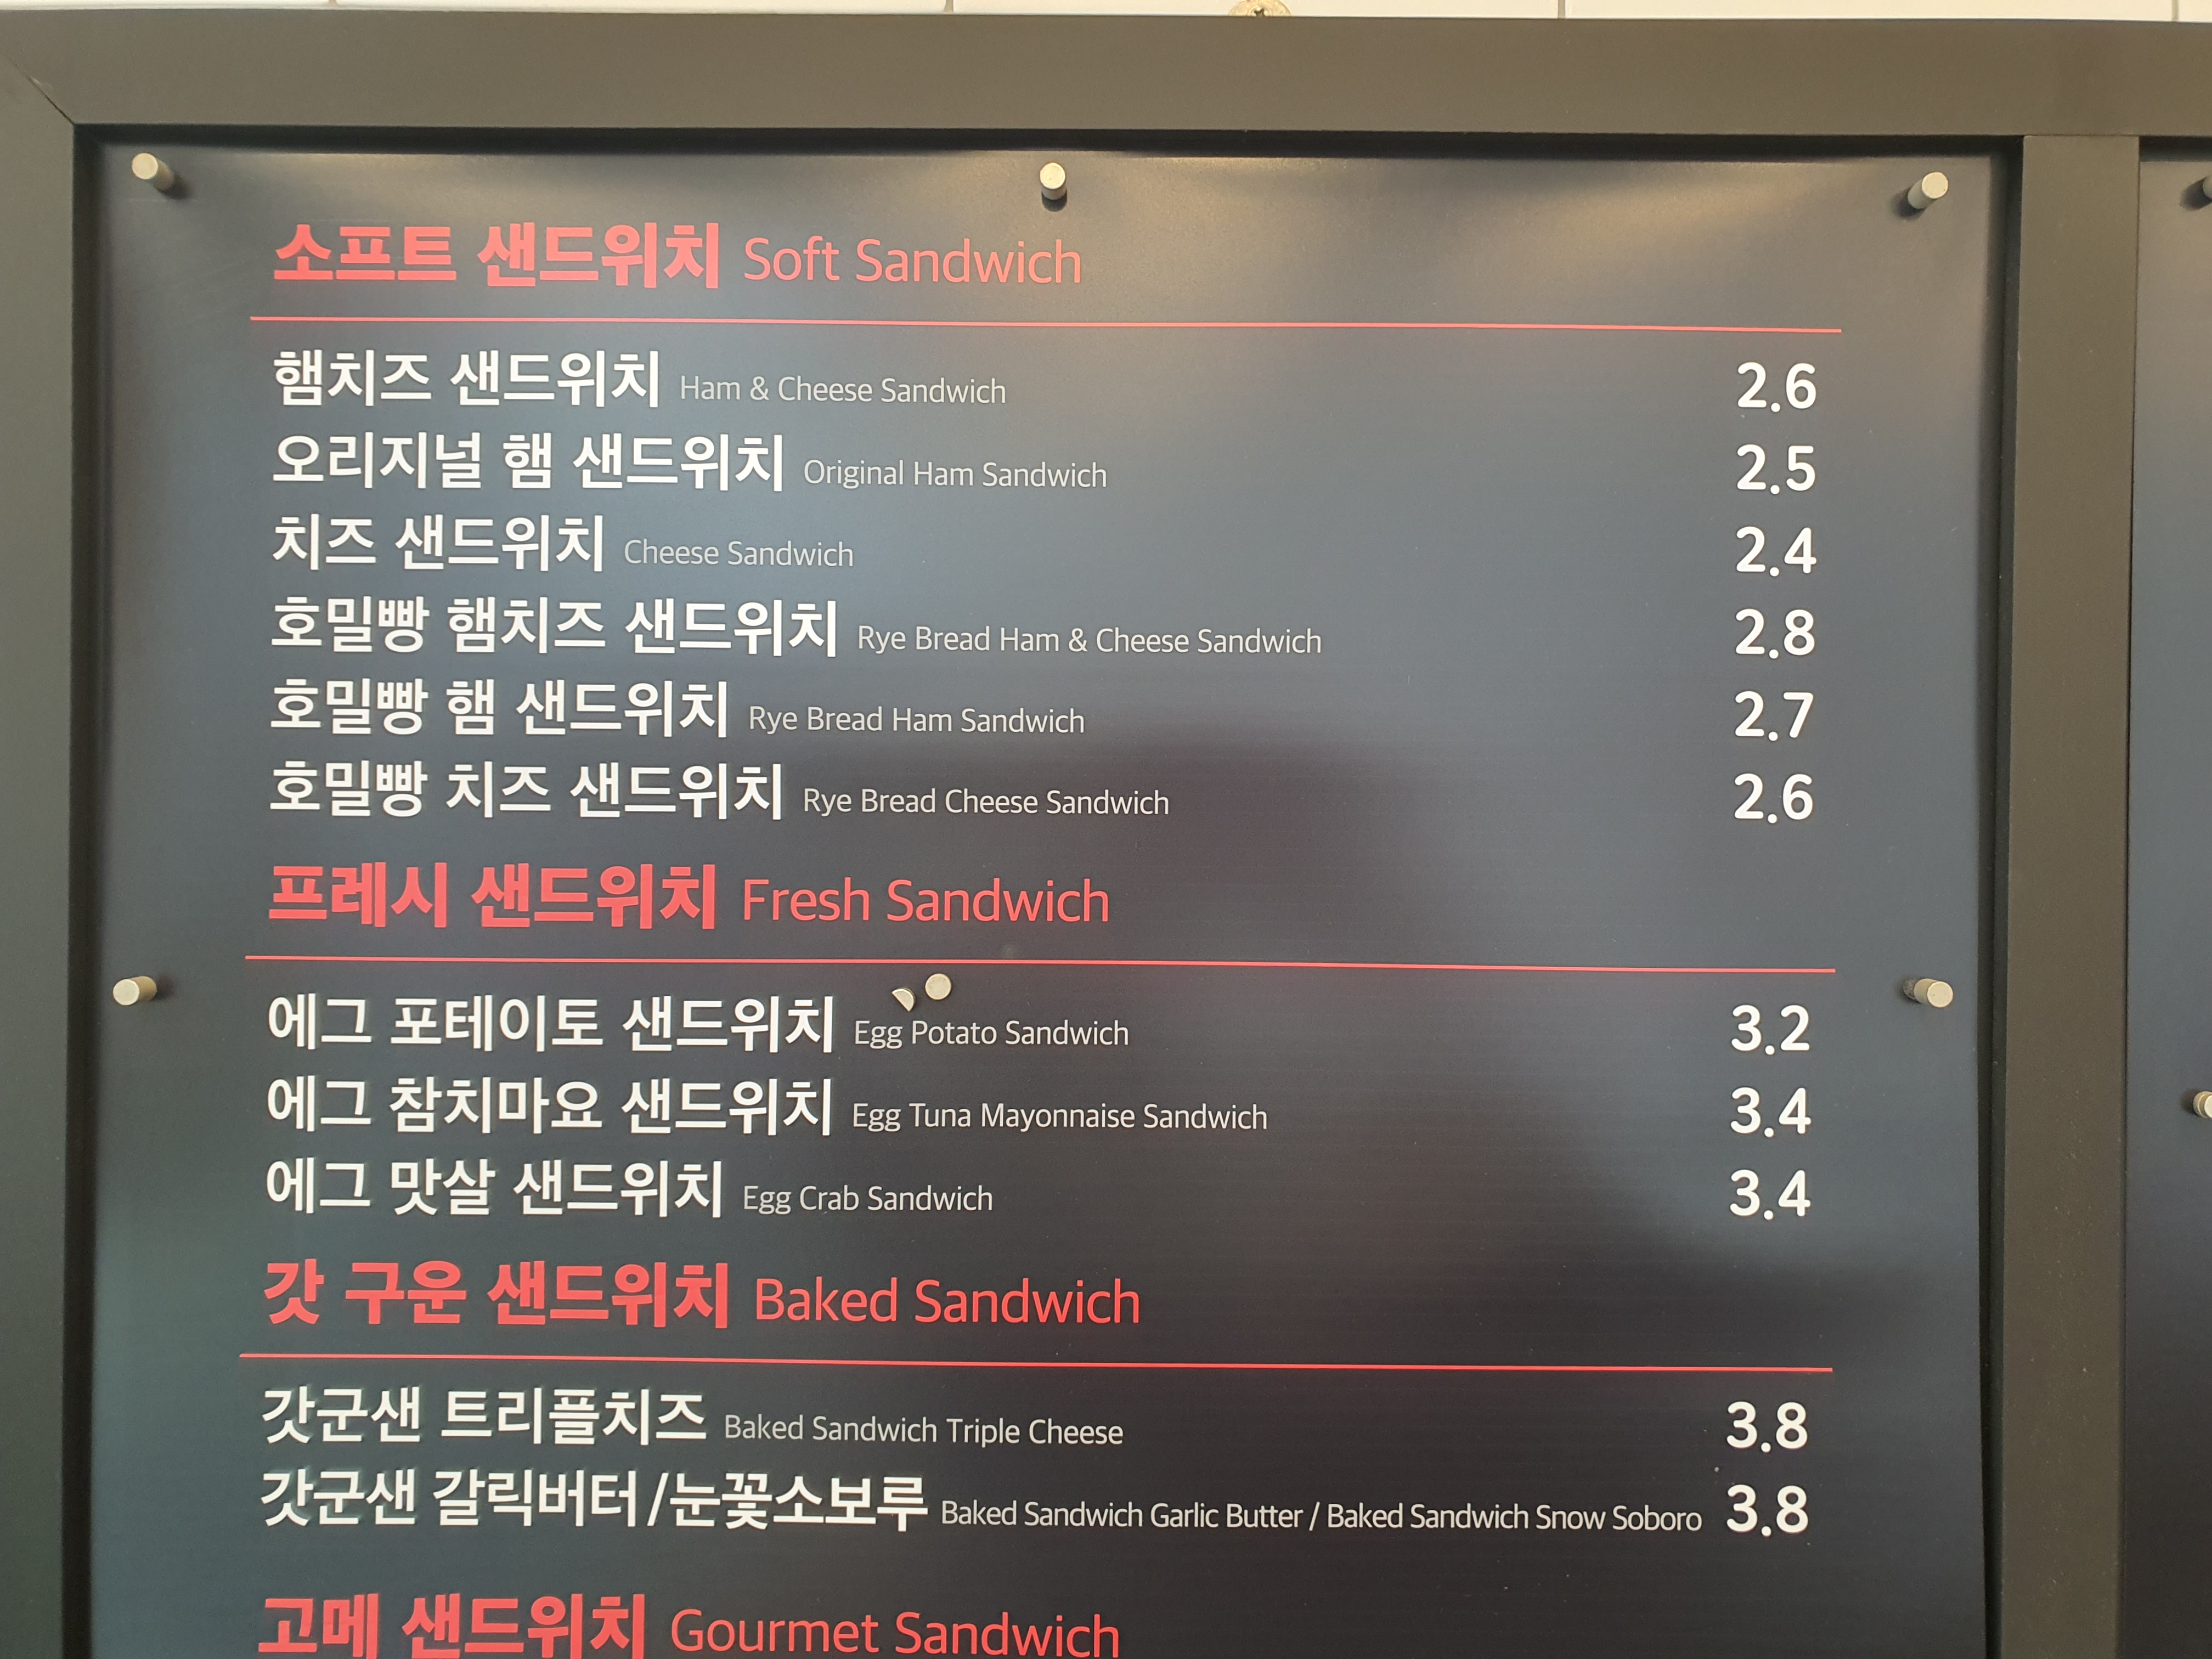 소프트 샌드위치 Soft Sandwich
햄치즈 샌드위치 Ham & Cheese Sandwich 2.6
오리지널 햄 샌드위치 Original Ham Sandwich 2.5
치즈 샌드위치 Cheese Sandwich 2.4
호밀빵 햄치즈 샌드위치 Rye Bread Ham & Cheese Sandwich 2.8
호밀빵 햄 샌드위치 Rye Bread Ham Sandwich 2.7
호밀빵 치즈 샌드위치 Rye Bread Cheese Sandwich 2.6
프레시 샌드위치 Fresh Sandwich
에그 포테이토 샌드위치 Egg Potato Sandwich 3.2
에그 참치마요 샌드위치 Egg Tuna Mayonnaise Sandwich 3.4
에그 맛살 샌드위치 Egg Crab Sandwich 3.4
갓 구운 샌드위치 Baked Sandwich
갓군샌 트리플치즈 Baked Sandwich Triple Cheese 3.8
갓군샌 갈릭버터/눈꽃소보루 Baked Sandwich Garlic Butter / Baked Sandwich Snow Soboro 3.8
고메 샌드위치 Gourmet Sandwich